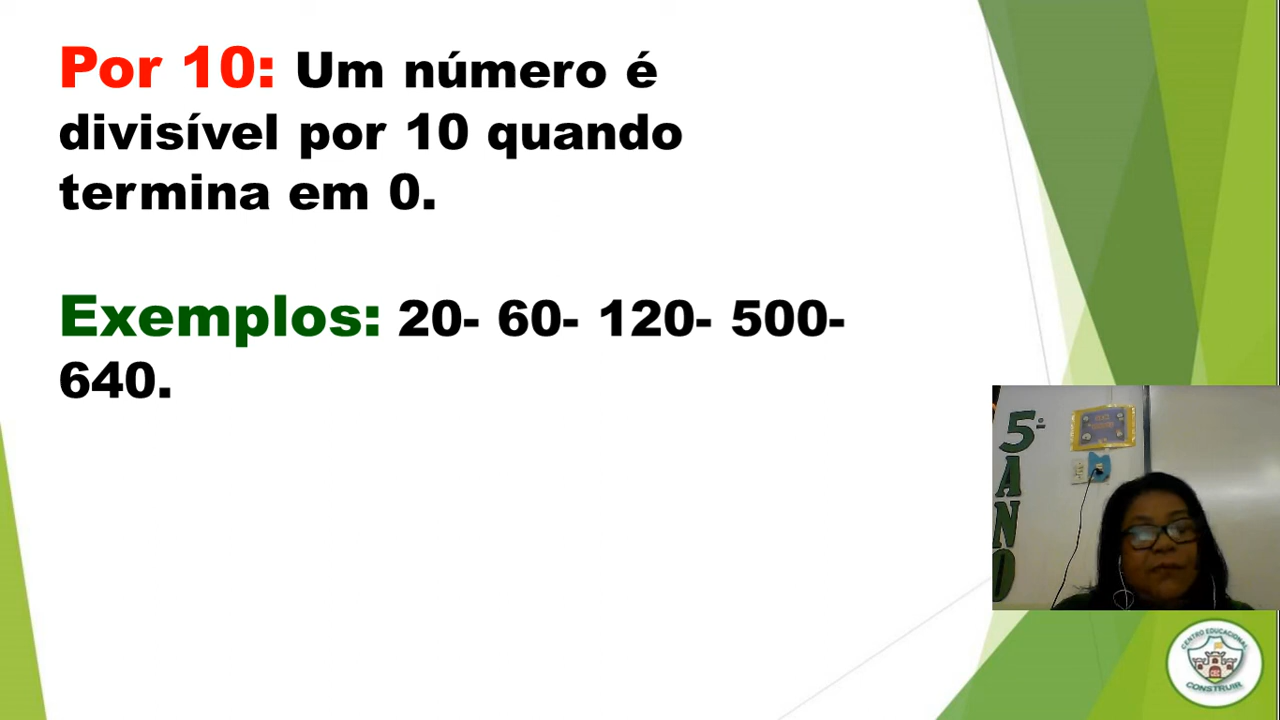 Por 10: Um número é
divisível por 10 quando
termina em 0.
Exemplos: 20- 60- 120- 500-
640.
5º
A
N
O
CENTRO EDUCACIONAL
CONSTRUIR